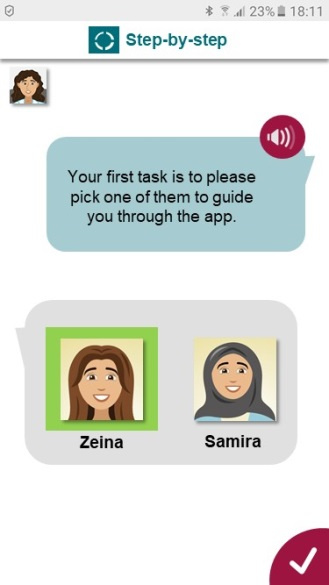 23% 18:11
Step-by-step
Your first task is to please
pick one of them to guide
you through the app.
Zeina
Samira